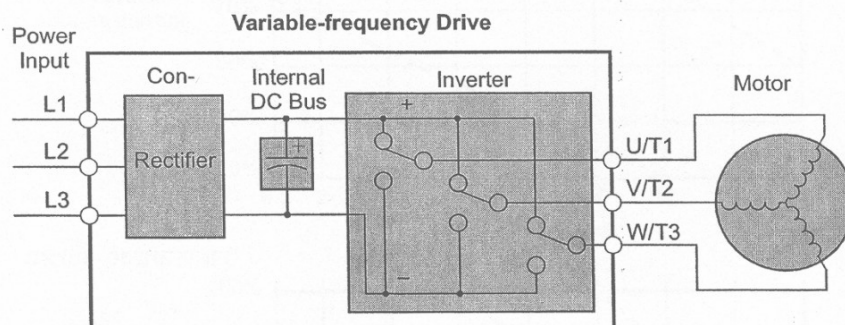 Variable-frequency Drive
Power
Input
Con-
Rectifier
Internal
DC Bus
Inverter
Motor
L1
L2
L3
+
+
–
U/T1
V/T2
W/T3